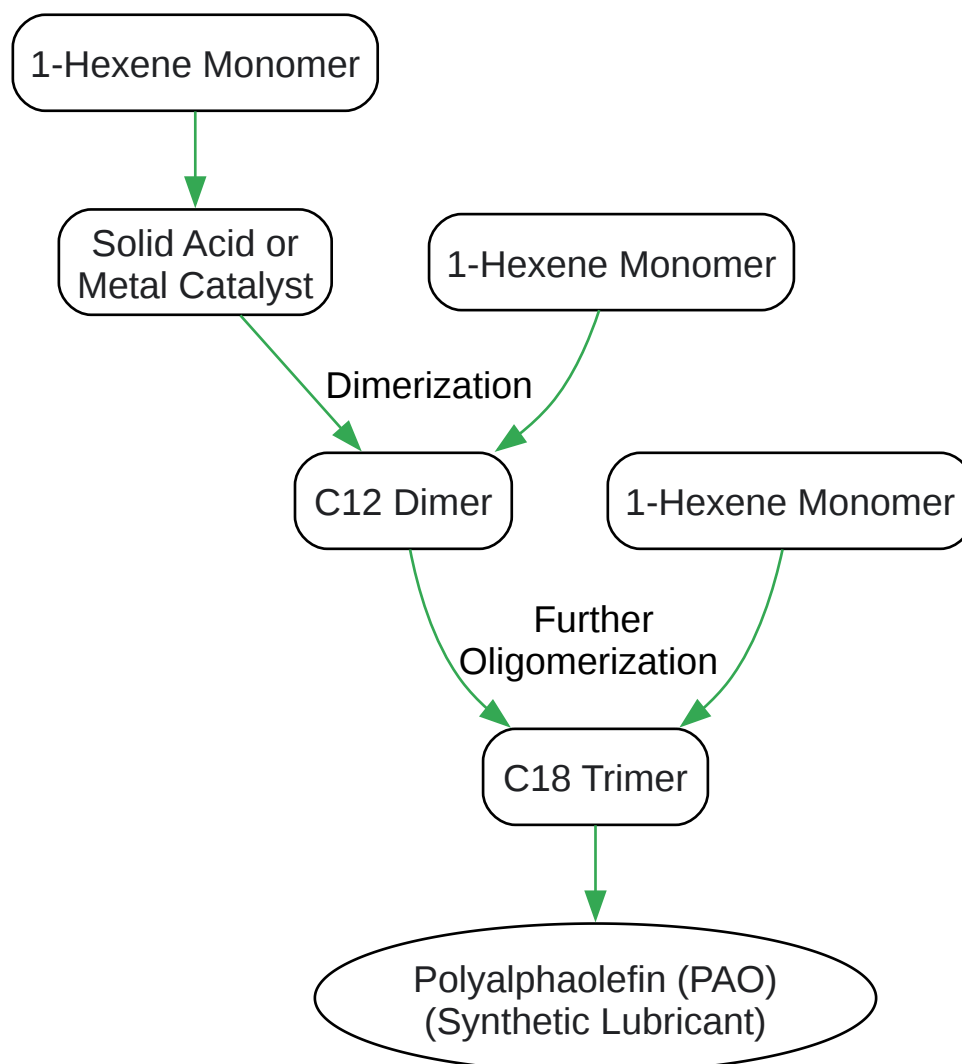 1-Hexene Monomer
Solid Acid or
Metal Catalyst
1-Hexene Monomer
Dimerization
C12 Dimer
1-Hexene Monomer
Further
Oligomerization
C18 Trimer
Polyalphaolefin (PAO)
(Synthetic Lubricant)